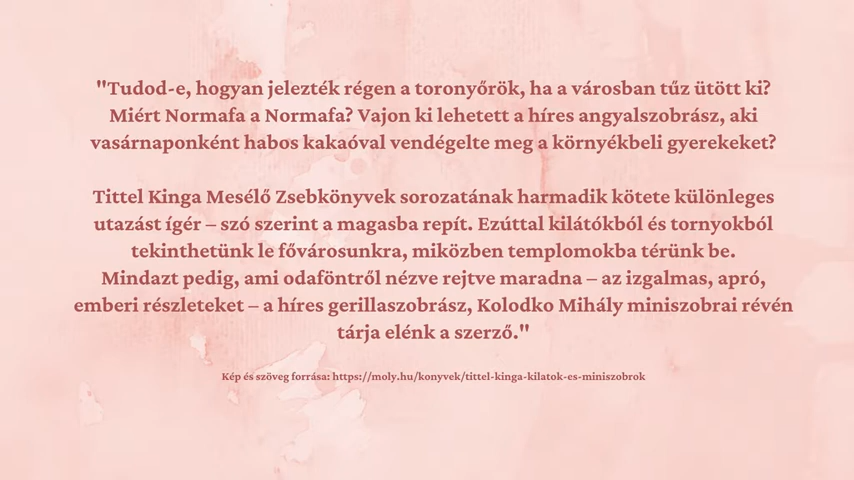 "Tudod-e, hogyan jelezték régen a toronyőrök, ha a városban tűz ütött ki?
Miért Normafa a Normafa? Vajon ki lehetett a híres angyalszobrász, aki
vasárnaponként habos kakaóval vendégelte meg a környékbeli gyerekeket?
Tittel Kinga Mesélő Zsebkönyvek sorozatának harmadik kötete különleges
utazást ígér – szó szerint a magasba repít. Ezúttal kilátókból és tornyokból
tekinthetünk le fővárosunkra, miközben templomokba térünk be.
Mindazt pedig, ami odaföntről nézve rejtve maradna – az izgalmas, apró,
emberi részleteket – a híres gerillaszobrász, Kolodko Mihály miniszobrai révén
tárja elénk a szerző."
Kép és szöveg forrása: https://moly.hu/konyvek/tittel-kinga-kilatok-es-miniszobrok